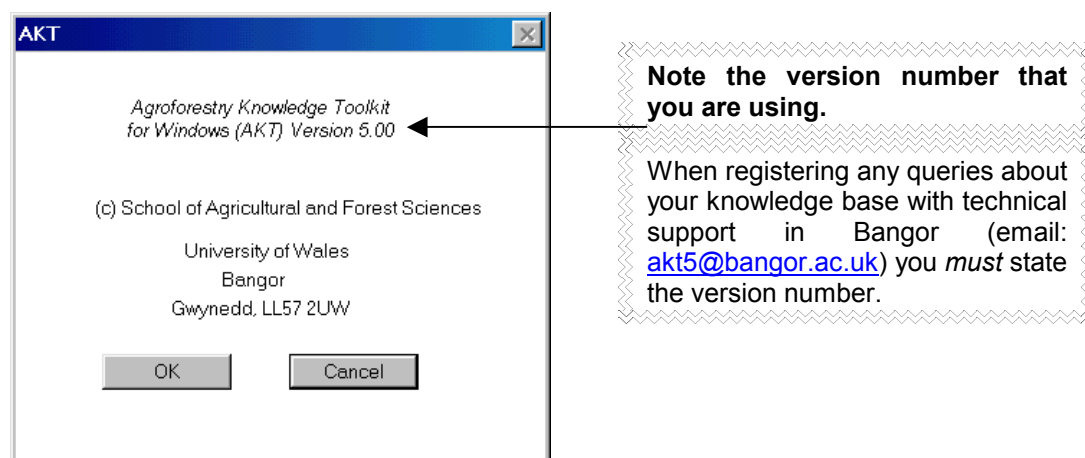 AKT
Agroforestry Knowledge Toolkit
for Windows (AKT) Version 5.00
(c) School of Agricultural and Forest Sciences
University of Wales
Bangor
Gwynedd, LL57 2UW
OK Cancel
Note the version number that
you are using.
When registering any queries about
your knowledge base with technical
support in Bangor (email:
akt5@bangor.ac.uk) you must state
the version number.